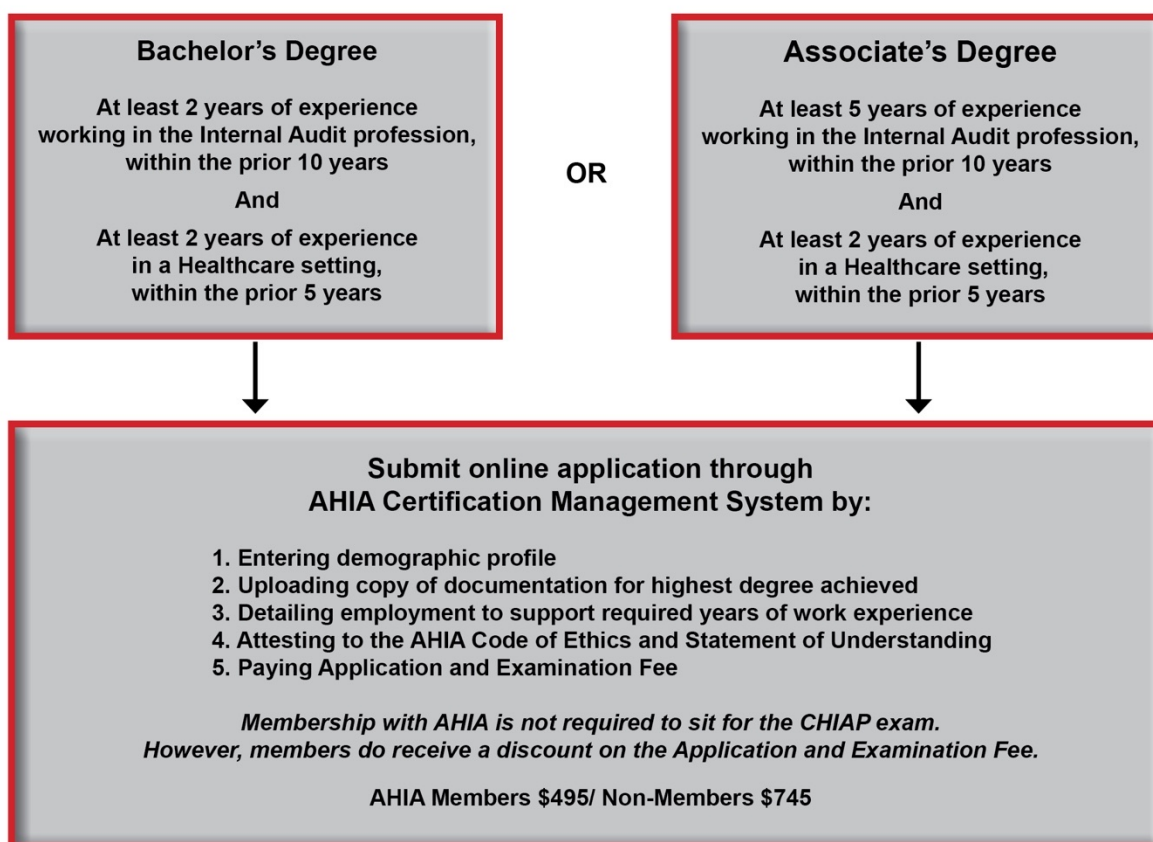 Bachelor's Degree
At least 2 years of experience
working in the Internal Audit profession,
within the prior 10 years
And
At least 2 years of experience
in a Healthcare setting,
within the prior 5 years
OR
Associate's Degree
At least 5 years of experience
working in the Internal Audit profession,
within the prior 10 years
And
At least 2 years of experience
in a Healthcare setting,
within the prior 5 years
Submit online application through
AHIA Certification Management System by:
1. Entering demographic profile
2. Uploading copy of documentation for highest degree achieved
3. Detailing employment to support required years of work experience
4. Attesting to the AHIA Code of Ethics and Statement of Understanding
5. Paying Application and Examination Fee
Membership with AHIA is not required to sit for the CHIAP exam.
However, members do receive a discount on the Application and Examination Fee.
AHIA Members $495/ Non-Members $745